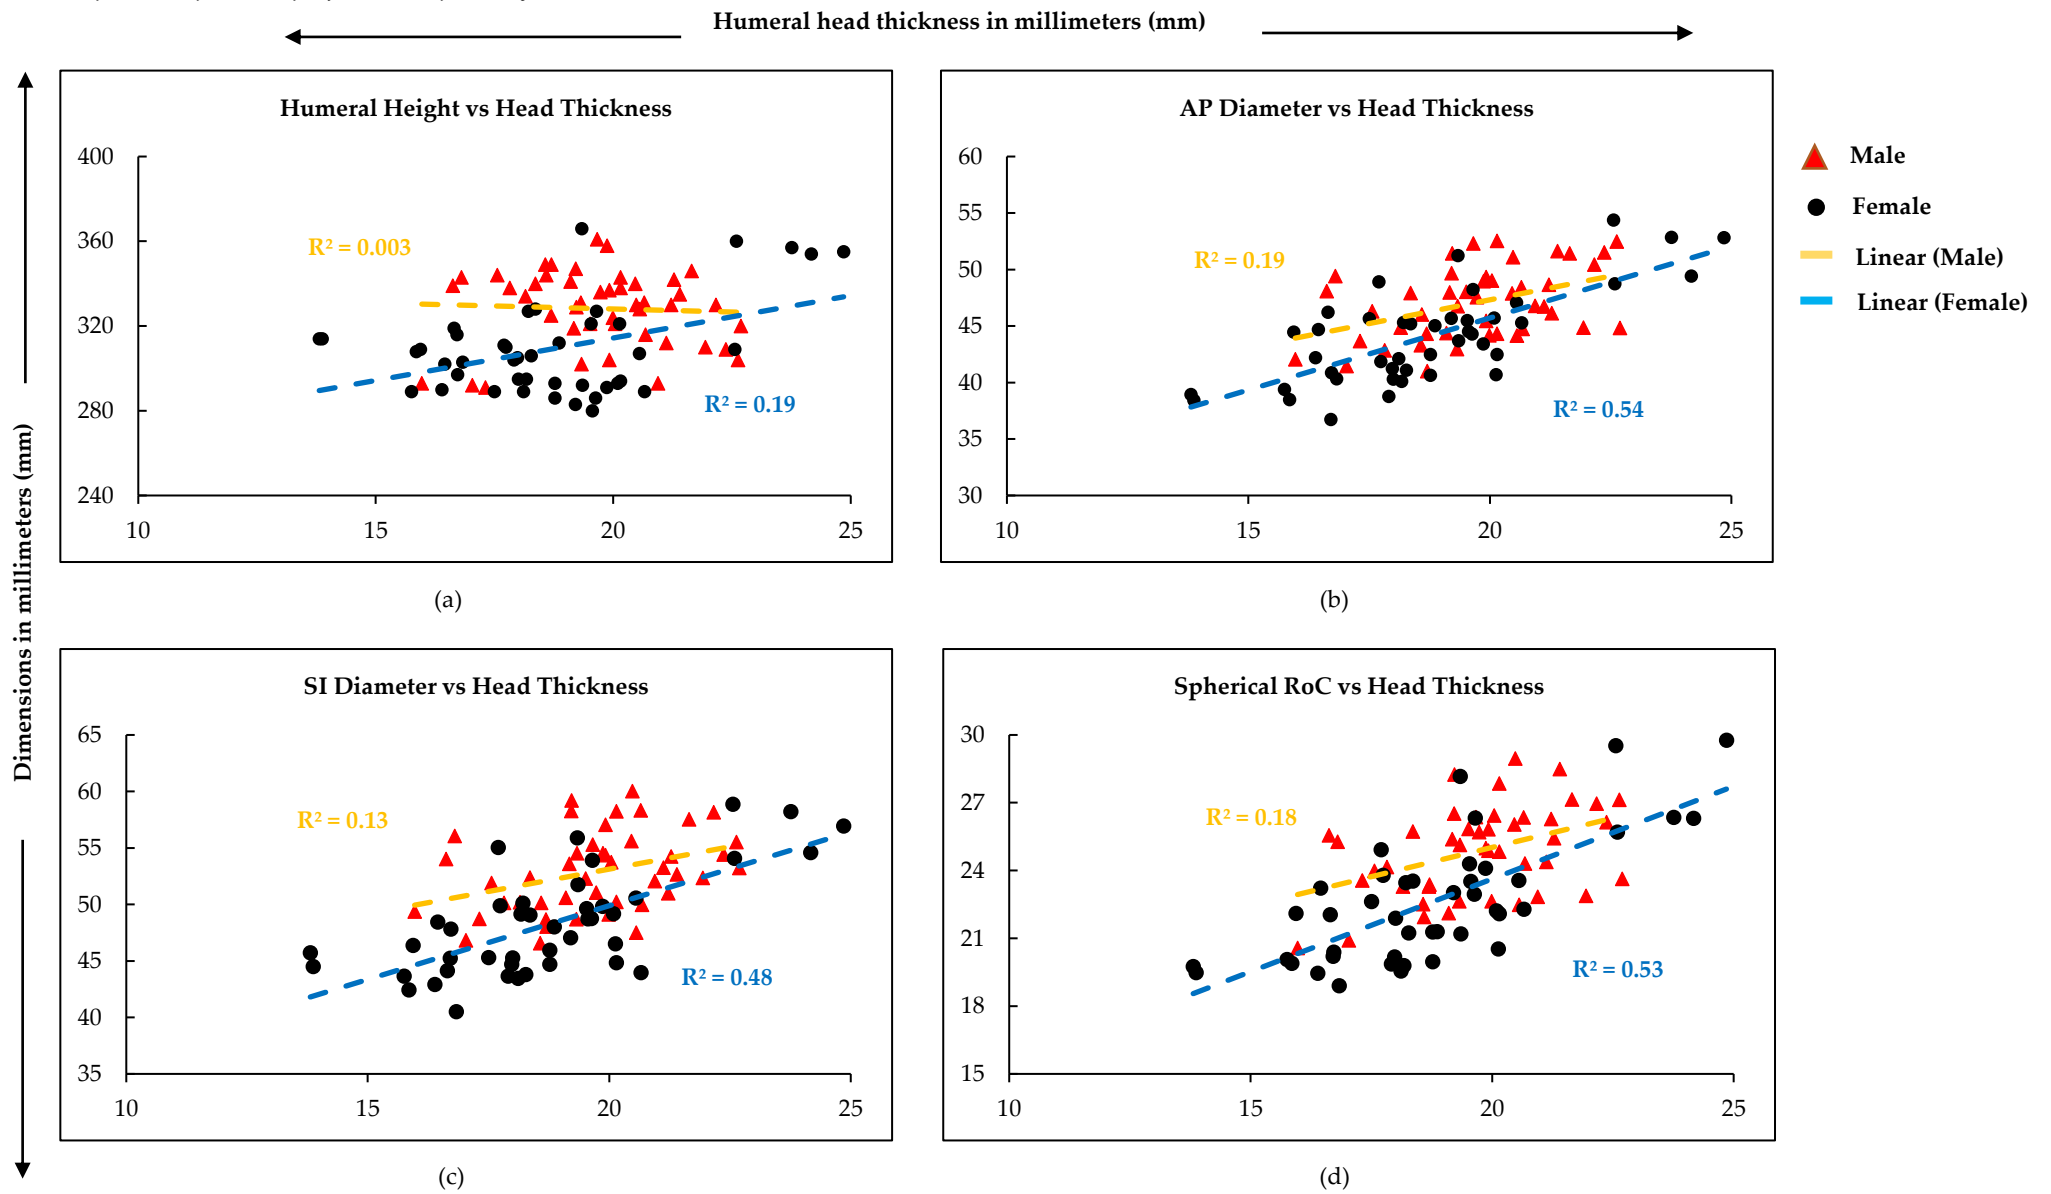 Humeral head thickness in millimeters (mm)
Dimensions in millimeters (mm)
Humeral Height vs Head Thickness
400
360
320
280
240
10
15
20
25
R² = 0.003
R² = 0.19
(a)
AP Diameter vs Head Thickness
60
55
50
45
40
35
30
10
15
20
25
R² = 0.19
R² = 0.54
(b)
Male
Female
Linear (Male)
Linear (Female)
SI Diameter vs Head Thickness
65
60
55
50
45
40
35
10
15
20
25
R² = 0.13
R² = 0.48
(c)
Spherical RoC vs Head Thickness
30
27
24
21
18
15
10
15
20
25
R² = 0.18
R² = 0.53
(d)